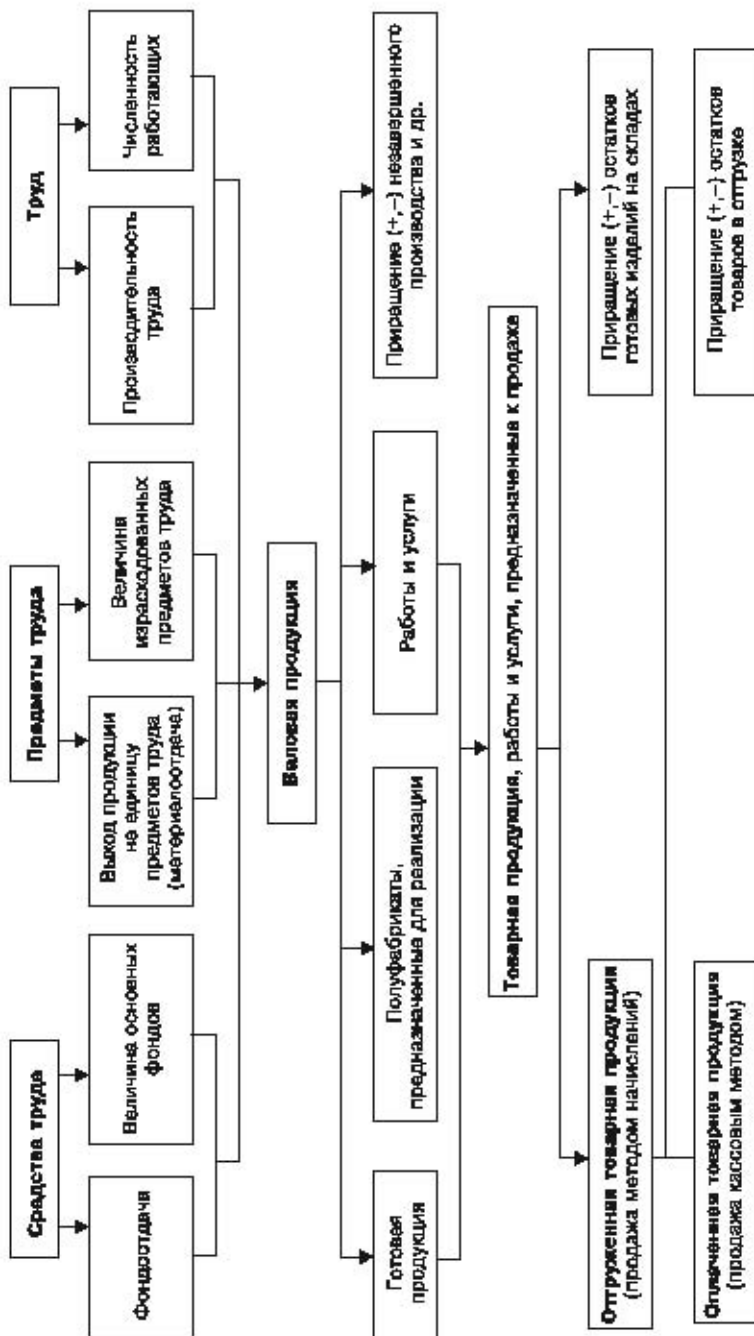 Средства труда
Предметы труда
Труд
Фондоотдача
Величина основных
фондов
Выход продукции
на единицу
предметов труда
(материалоотдача)
Величина
израсходованных
предметов труда
Производительность
труда
Численность
работающих
Валовая продукция
Готовая
продукция
Полуфабрикаты,
предназначенные для реализации
Работы и услуги
Приращение (+,–) незавершенного
производства и др.
Товарная продукция, работы и услуги, предназначенные к продаже
Отгруженная товарная продукция
(продажа методом начислений)
Приращение (+,–) остатков
готовых изделий на складах
Оплаченная товарная продукция
(продажа кассовым методом)
Приращение (+,–) остатков
товаров в отгрузке